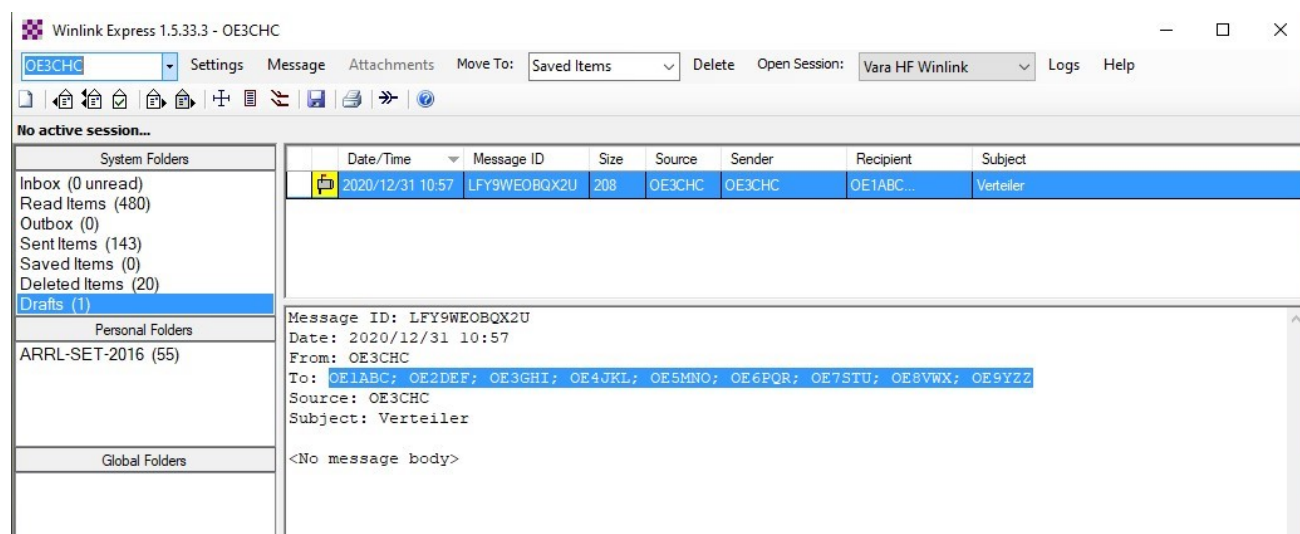 Winlink Express 1.5.33.3 - OE3CHC
OE3CHC Settings Message Attachments Move To: Saved Items Delete Open Session: Vara HF Winlink Logs Help
No active session...
System Folders
Inbox (0 unread)
Read Items (480)
Outbox (0)
Sent Items (143)
Saved Items (0)
Deleted Items (20)
Drafts (1)
Personal Folders
ARRL-SET-2016 (55)
Global Folders
Date/Time Message ID Size Source Sender Recipient Subject
2020/12/31 10:57 LFY9WEOBQX2U 208 OE3CHC OE3CHC OE1ABC... Verteiler
Message ID: LFY9WEOBQX2U
Date: 2020/12/31 10:57
From: OE3CHC
To: OE1ABC; OE2DEF; OE3GHI; OE4JKL; OE5MNO; OE6PQR; OE7STU; OE8VWX; OE9YZZ
Source: OE3CHC
Subject: Verteiler
<No message body>